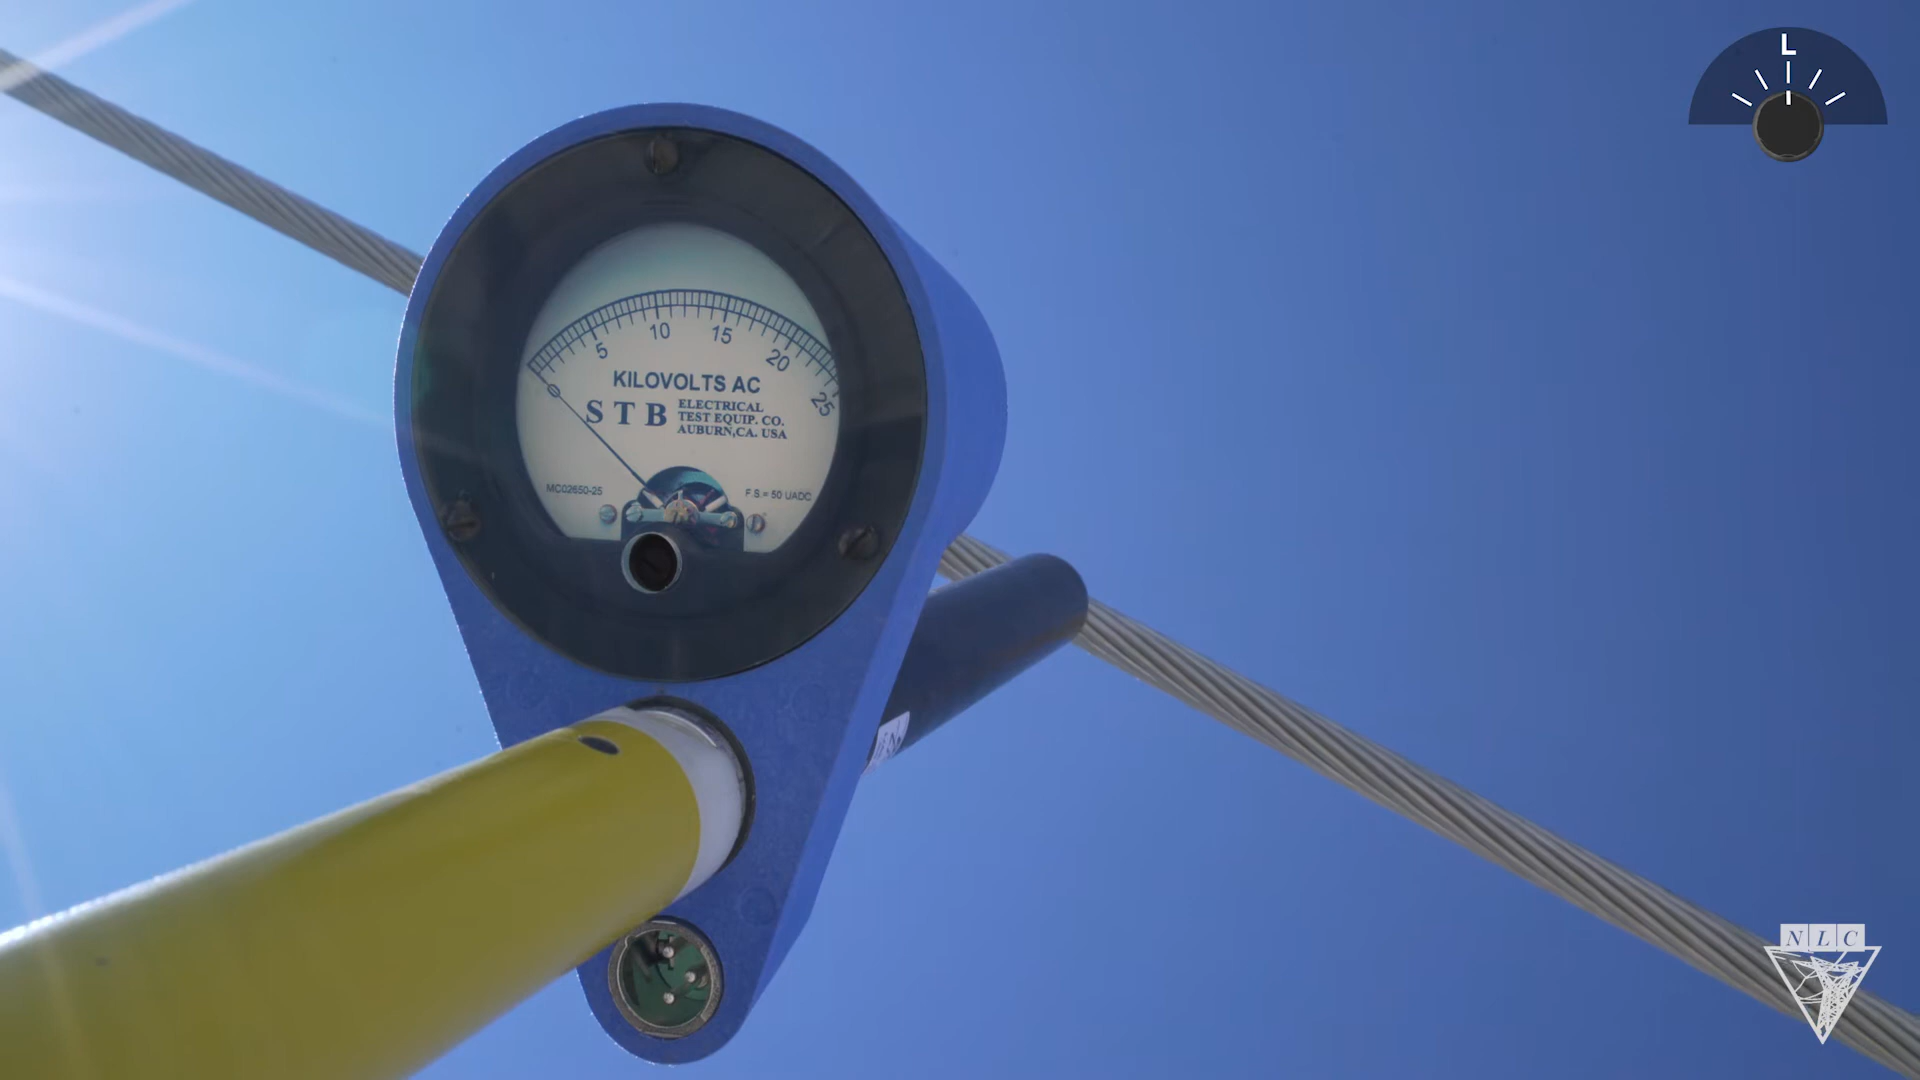 L
5 10 15 20
0 25
KILOVOLTS AC
STB ELECTRICAL
TEST EQUIP. CO.
AUBURN,CA. USA
MC02650-25 F.S.= 50 UADC
NLC